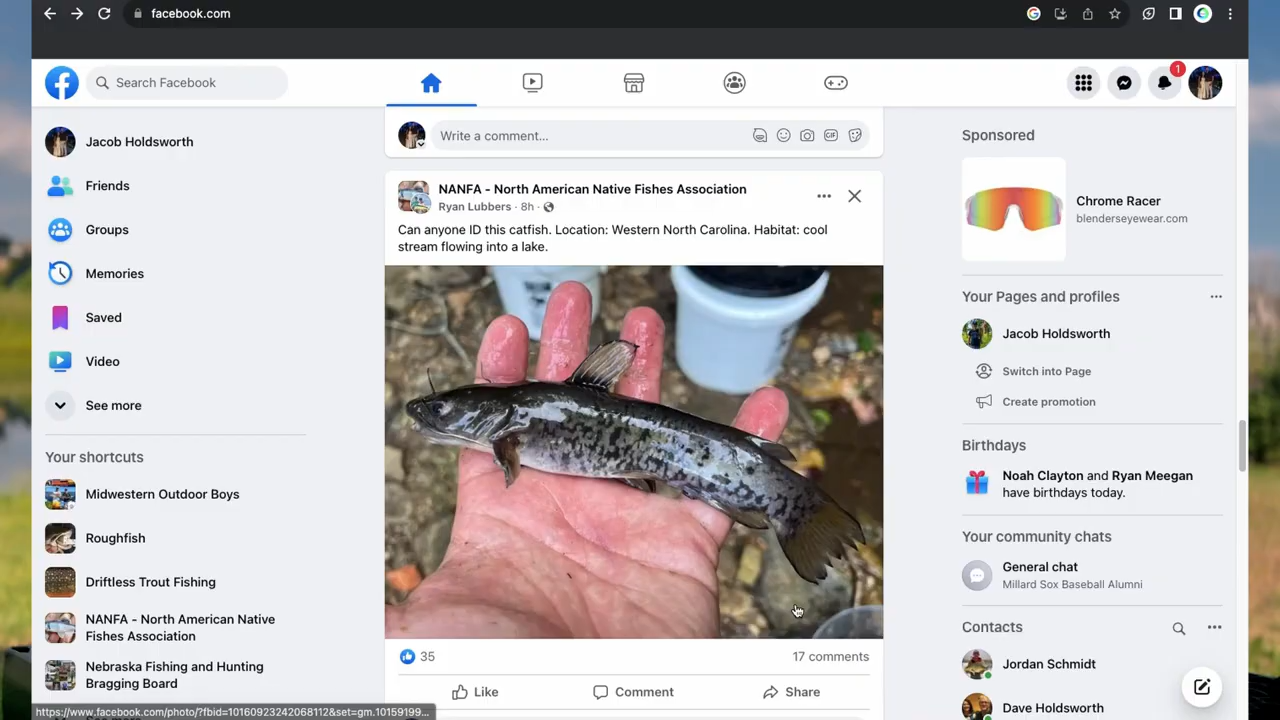 facebook.com
Search Facebook
1
Jacob Holdsworth
Friends
Groups
Memories
Saved
Video
See more
Your shortcuts
Midwestern Outdoor Boys
Roughfish
Driftless Trout Fishing
NANFA - North American Native
Fishes Association
Nebraska Fishing and Hunting
Bragging Board
https://www.facebook.com/photo/?fbid=10160923242068112&set=gm.10159199...
Write a comment...
GIF
NANFA - North American Native Fishes Association
Ryan Lubbers · 8h ·
Can anyone ID this catfish. Location: Western North Carolina. Habitat: cool
stream flowing into a lake.
35
17 comments
Like
Comment
Share
Sponsored
Chrome Racer
blenderseyewear.com
Your Pages and profiles
Jacob Holdsworth
Switch into Page
Create promotion
Birthdays
Noah Clayton and Ryan Meegan
have birthdays today.
Your community chats
General chat
Millard Sox Baseball Alumni
Contacts
Jordan Schmidt
Dave Holdsworth